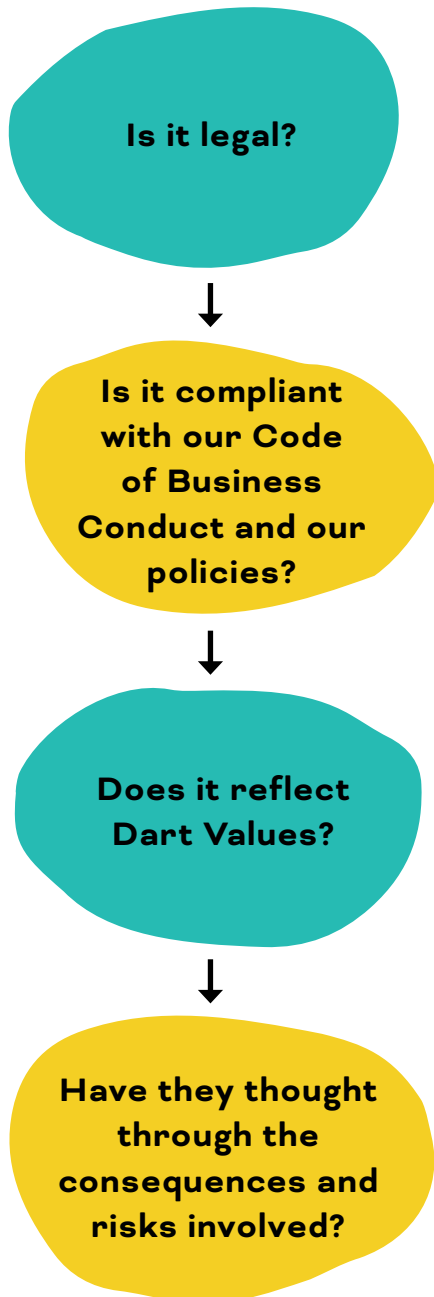 Is it legal?
Is it compliant
with our Code
of Business
Conduct and our
policies?
Does it reflect
Dart Values?
Have they thought
through the
consequences and
risks involved?